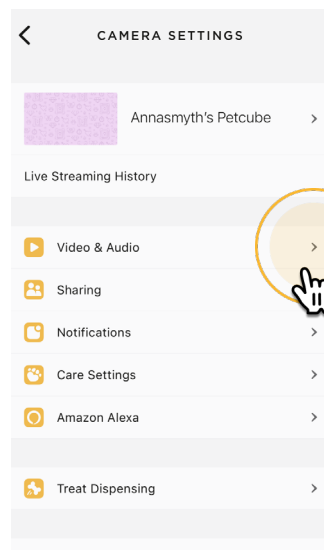 CAMERA SETTINGS
Annasmyth's Petcube
Live Streaming History
Video & Audio
Sharing
Notifications
Care Settings
Amazon Alexa
Treat Dispensing